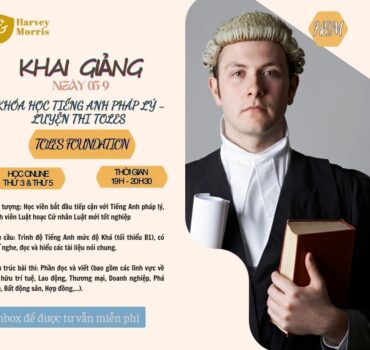 Harvey
Morris
H&M
KHAI GIẢNG
NGÀY 05-9
KHÓA HỌC TIẾNG ANH PHÁP LÝ –
LUYỆN THI TOLES
TOLES FOUNDATION
HỌC ONLINE
THỨ 3 & THỨ 5
THỜI GIAN
19H - 20H30
tượng: Học viên bắt đầu tiếp cận với Tiếng Anh pháp lý,
viên Luật hoạc Cử nhân Luật mới tốt nghiệp
cầu: Trình độ Tiếng Anh mức độ Khá (tối thiểu B1), có
nghe, đọc và hiểu các tài liệu nói chung.
trúc bài thi: Phần đọc và viết (bao gồm các lĩnh vực về
hữu trí tuệ, Lao động, Thương mại, Doanh nghiệp, Phá
Bất động sản, Hợp đồng,...).
nbox để được tư vấn miễn phí